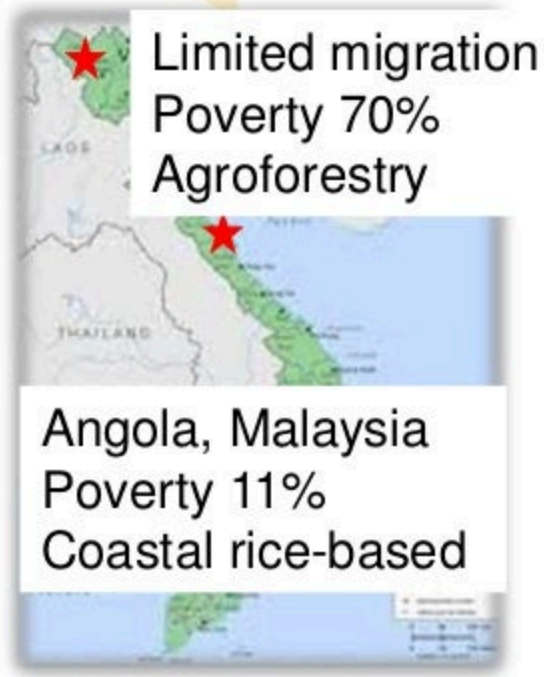 Limited migration
Poverty 70%
Agroforestry
LAOS
THAILAND
Angola, Malaysia
Poverty 11%
Coastal rice-based